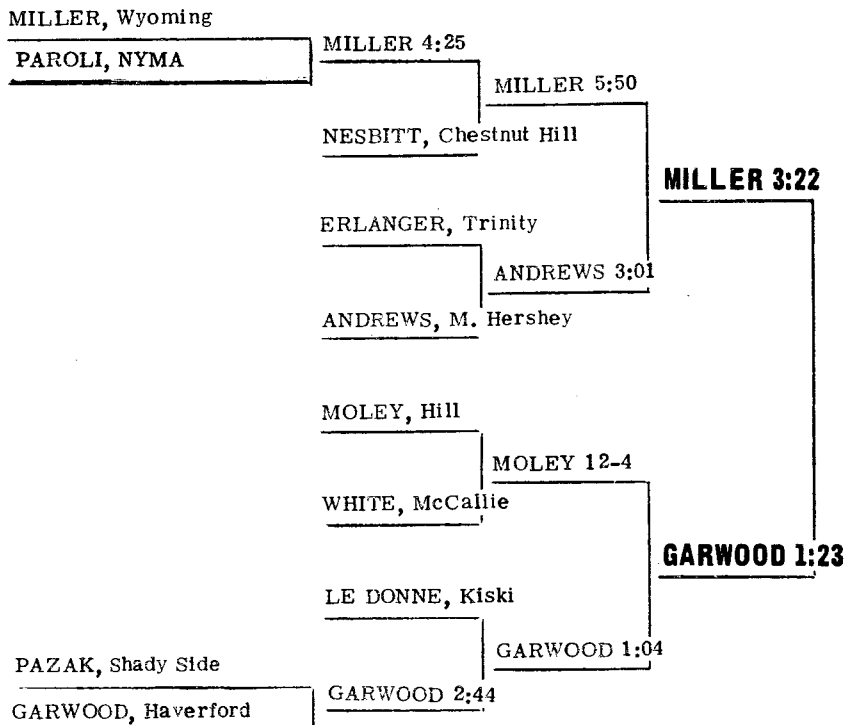 MILLER, Wyoming
PAROLI, NYMA
MILLER 4:25
MILLER 5:50
NESBITT, Chestnut Hill
MILLER 3:22
ERLANGER, Trinity
ANDREWS 3:01
ANDREWS, M. Hershey
MOLEY, Hill
MOLEY 12-4
WHITE, McCallie
GARWOOD 1:23
LE DONNE, Kiski
GARWOOD 1:04
PAZAK, Shady Side
GARWOOD 2:44
GARWOOD, Haverford